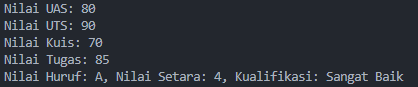 Nilai UAS: 80
Nilai UTS: 90
Nilai Kuis: 70
Nilai Tugas: 85
Nilai Huruf: A, Nilai Setara: 4, Kualifikasi: Sangat Baik